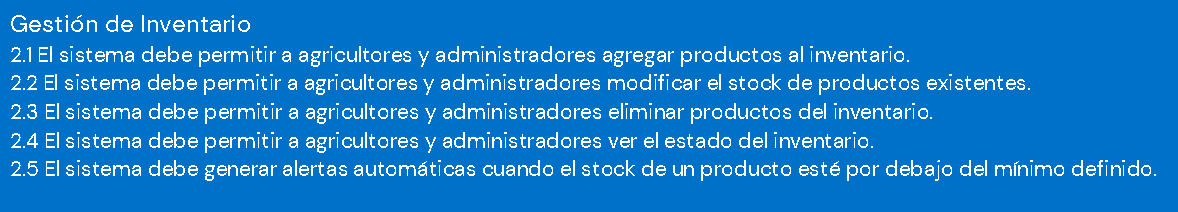 Gestión de Inventario
2.1 El sistema debe permitir a agricultores y administradores agregar productos al inventario.
2.2 El sistema debe permitir a agricultores y administradores modificar el stock de productos existentes.
2.3 El sistema debe permitir a agricultores y administradores eliminar productos del inventario.
2.4 El sistema debe permitir a agricultores y administradores ver el estado del inventario.
2.5 El sistema debe generar alertas automáticas cuando el stock de un producto esté por debajo del mínimo definido.